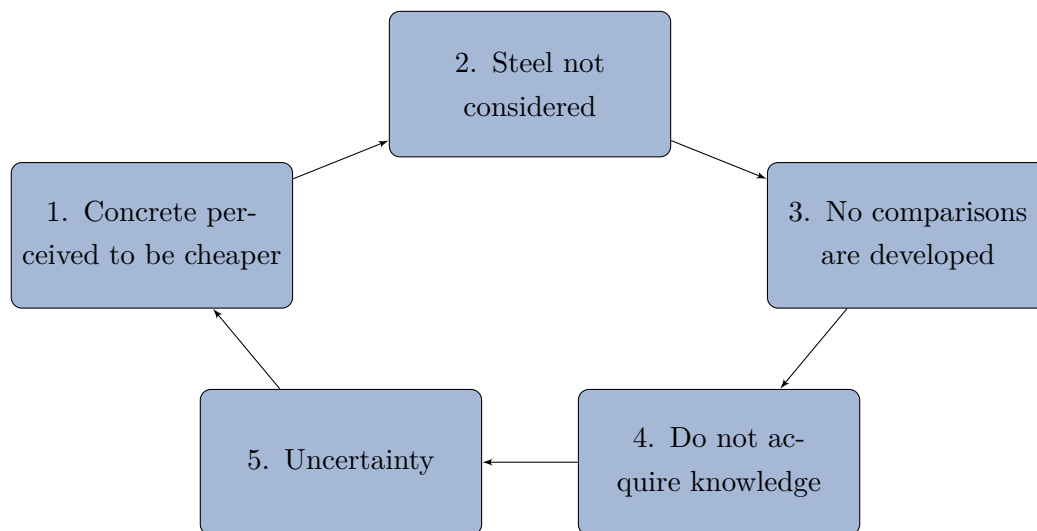 1. Concrete per-
ceived to be cheaper
2. Steel not
considered
3. No comparisons
are developed
4. Do not ac-
quire knowledge
5. Uncertainty